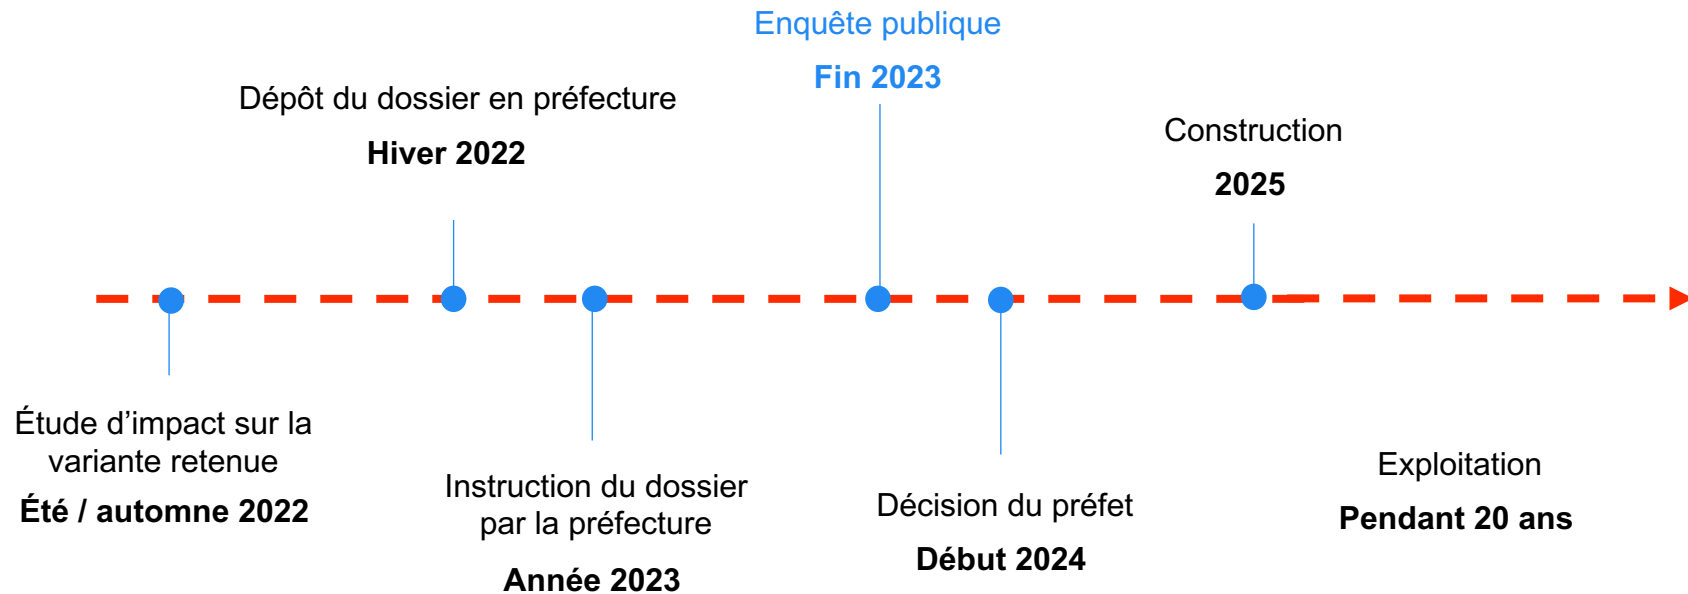 Enquête publique
Fin 2023
Dépôt du dossier en préfecture
Hiver 2022
Construction
2025
Étude d’impact sur la
variante retenue
Été / automne 2022
Instruction du dossier
par la préfecture
Année 2023
Décision du préfet
Début 2024
Exploitation
Pendant 20 ans